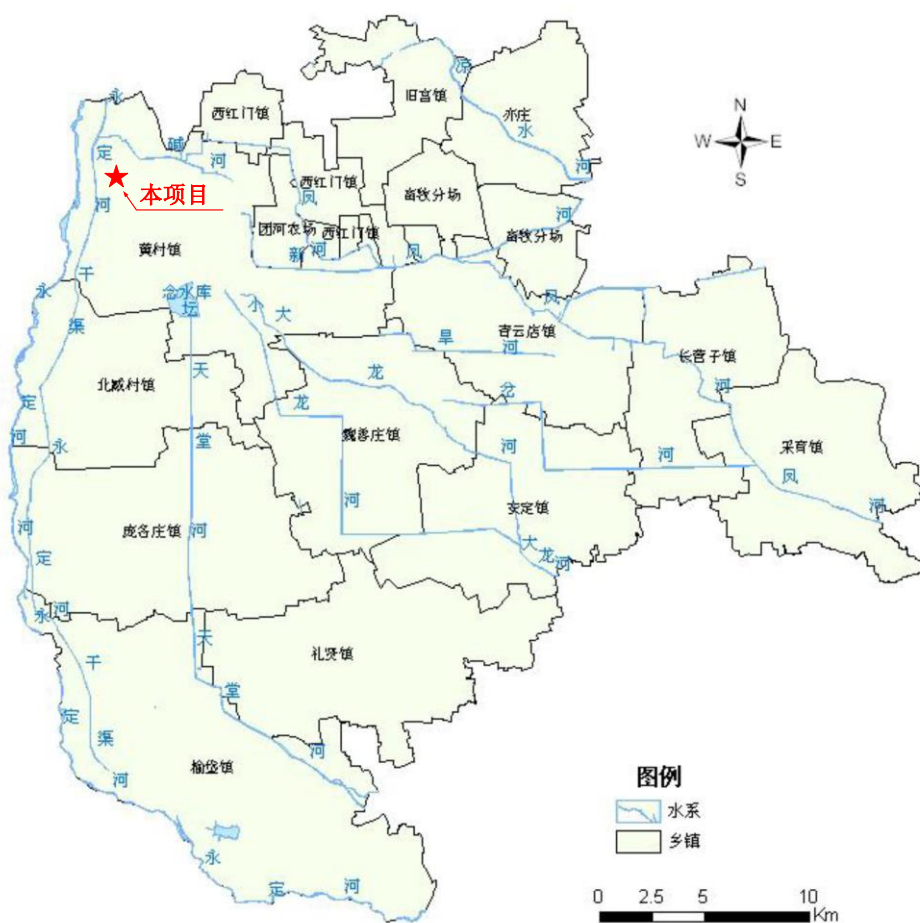 凉
旧宫镇
永
西红门镇
亦庄
水
N
W E
S
碱
定
河
河
西红门镇
畜牧分场
本项目
凤
河
河
团河农场
西红门镇
畜牧分场
黄村镇
新
河
凤
干
永
念水库
坛
小
大
凤
青云店镇
渠
旱
河
长营子镇
北臧村镇
天
龙
岔
河
定
龙
魏善庄镇
河
永
堂
河
河
采育镇
凤
河
庞各庄镇
河
河
安定镇
河
定
大
龙
河
永
河
干
天
礼贤镇
定
堂
渠
河
榆垡镇
河
图例
水系
乡镇
永
定
河
0 2.5 5 10
Km